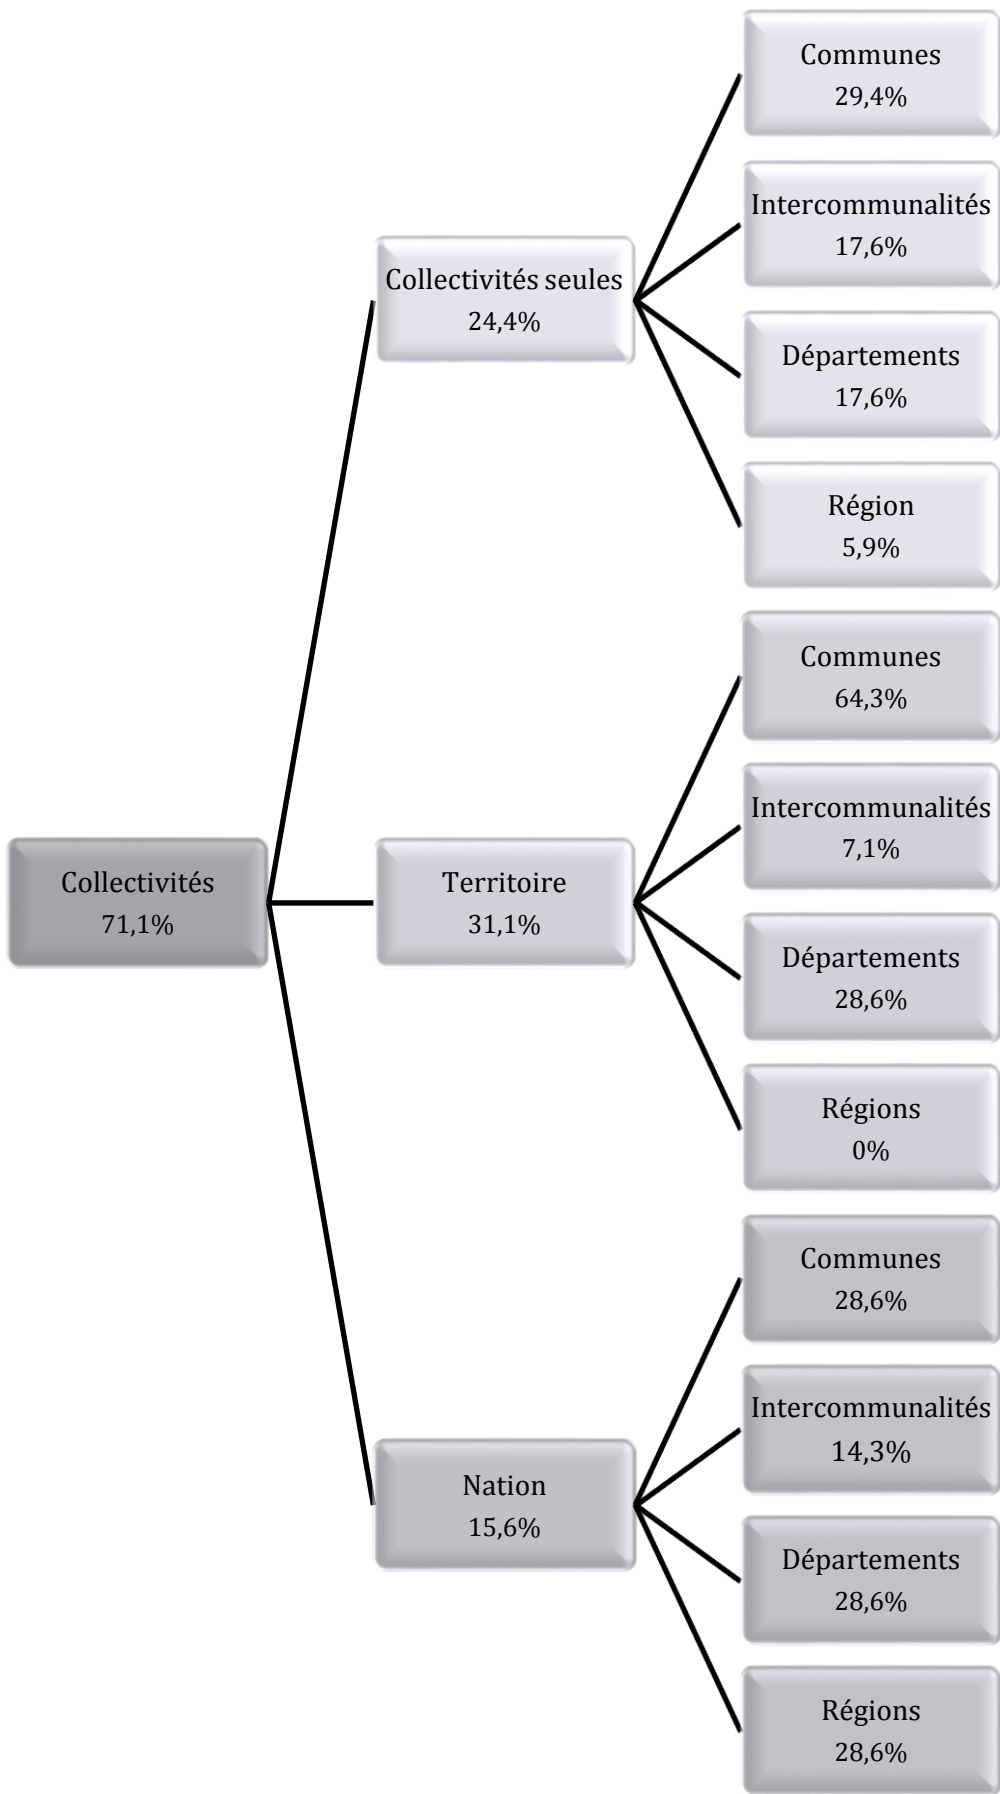 Collectivités
71,1%
Collectivités seules
24,4%
Communes
29,4%
Intercommunalités
17,6%
Départements
17,6%
Région
5,9%
Territoire
31,1%
Communes
64,3%
Intercommunalités
7,1%
Départements
28,6%
Régions
0%
Nation
15,6%
Communes
28,6%
Intercommunalités
14,3%
Départements
28,6%
Régions
28,6%